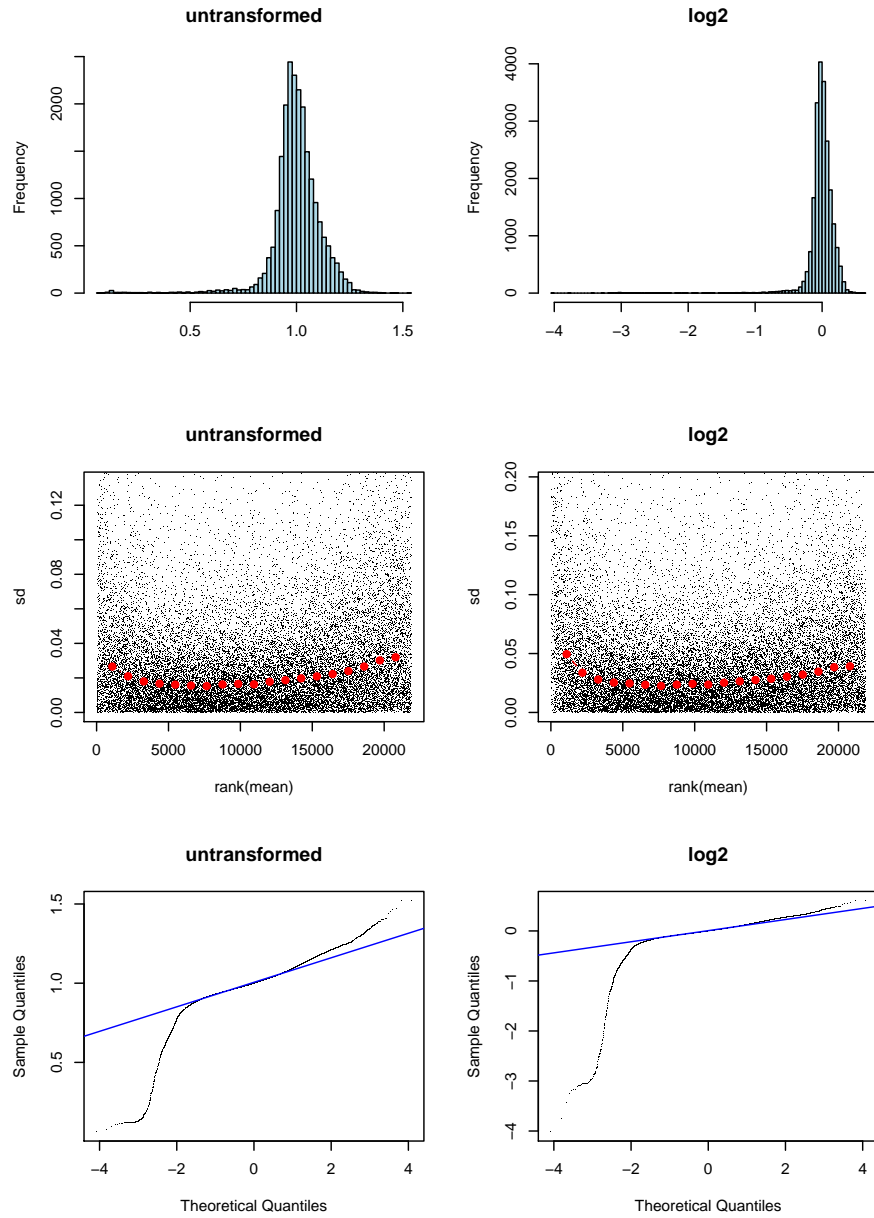 untransformed
Frequency
0 500 1000 2000
0.5 1.0 1.5
log2
Frequency
0 1000 2000 3000 4000
−4 −3 −2 −1 0
untransformed
sd
0.00 0.04 0.08 0.12
0 5000 10000 15000 20000
rank(mean)
log2
sd
0.00 0.05 0.10 0.15 0.20
0 5000 10000 15000 20000
rank(mean)
untransformed
Sample Quantiles
0.5 1.0 1.5
−4 −2 0 2 4
Theoretical Quantiles
log2
Sample Quantiles
−4 −3 −2 −1 0
−4 −2 0 2 4
Theoretical Quantiles